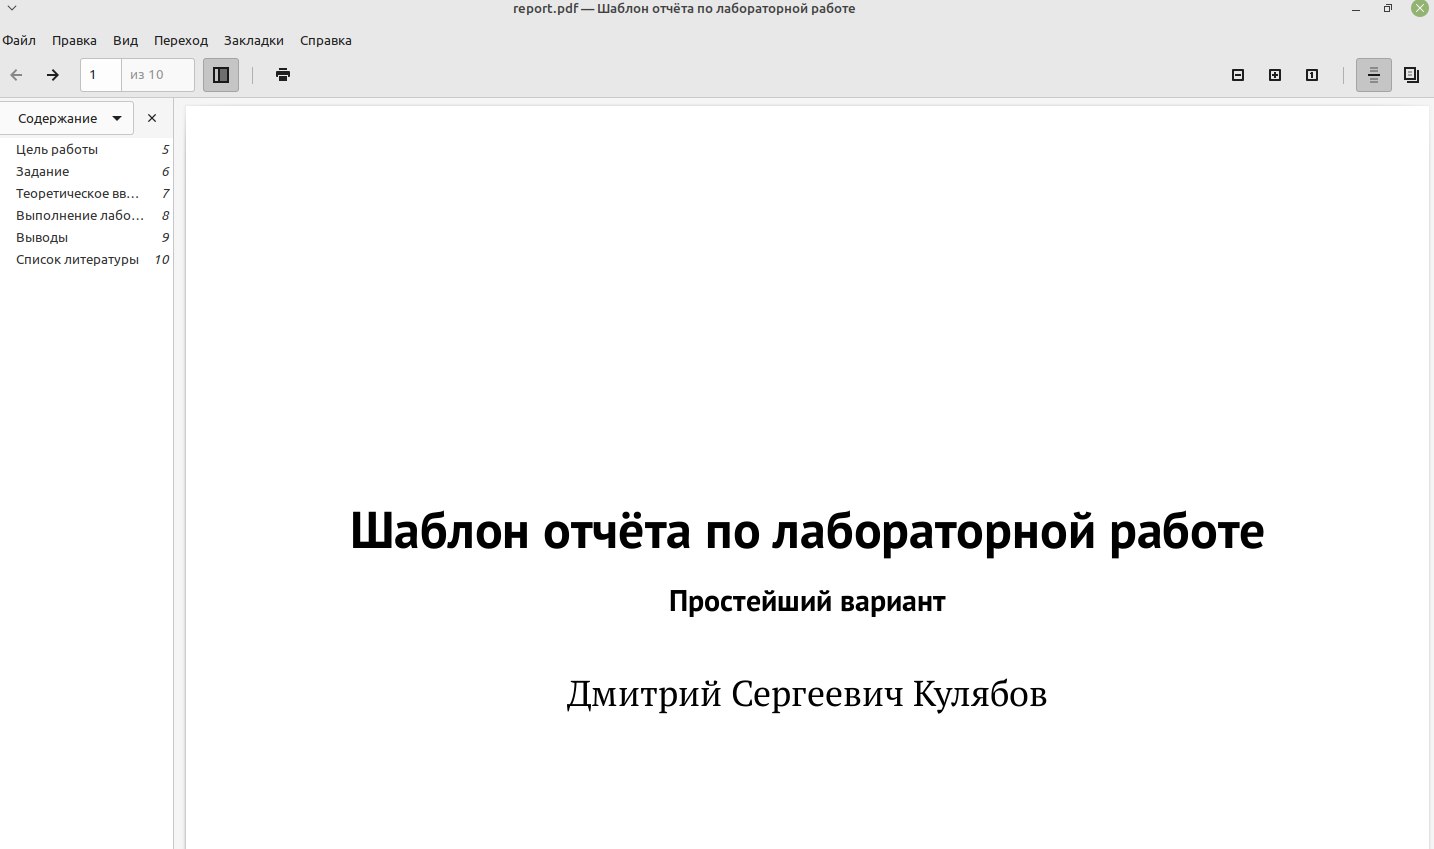 report.pdf — Шаблон отчёта по лабораторной работе
Файл Правка Вид Переход Закладки Справка
1 из 10
Содержание
Цель работы 5
Задание 6
Теоретическое вв… 7
Выполнение лабо… 8
Выводы 9
Список литературы 10
Шаблон отчёта по лабораторной работе
Простейший вариант
Дмитрий Сергеевич Кулябов